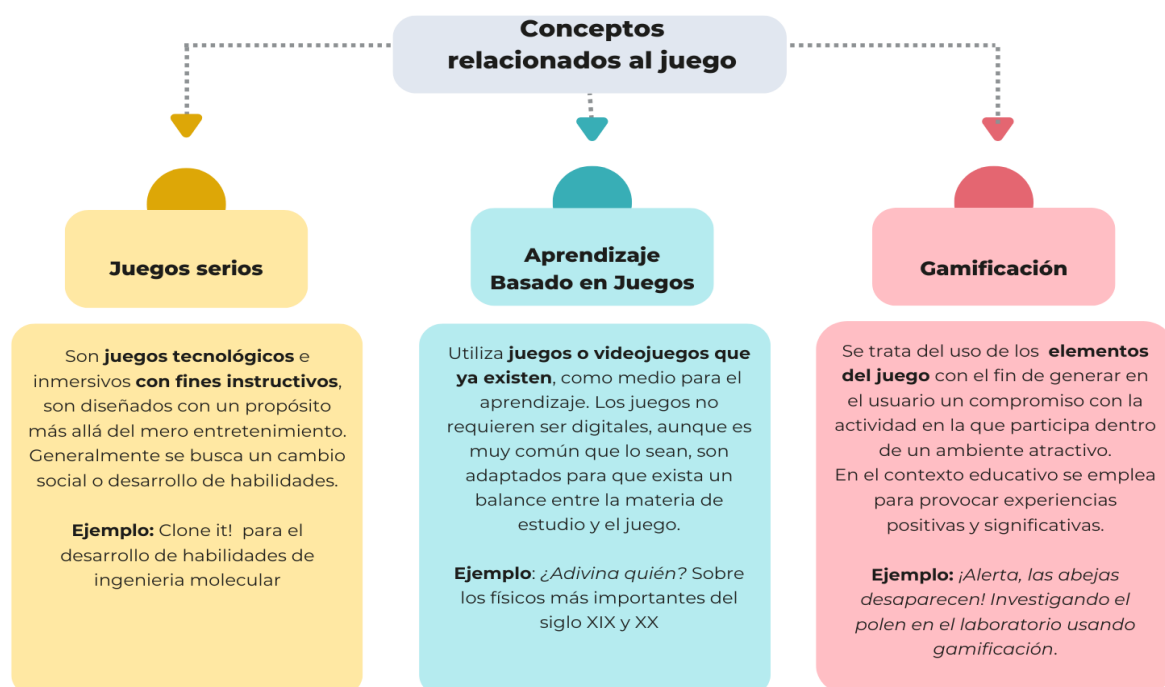 Conceptos
relacionados al juego
Juegos serios
Son juegos tecnológicos e
inmersivos con fines instructivos,
son diseñados con un propósito
más allá del mero entretenimiento.
Generalmente se busca un cambio
social o desarrollo de habilidades.
Ejemplo: Clone it! para el
desarrollo de habilidades de
ingenieria molecular
Aprendizaje
Basado en Juegos
Utiliza juegos o videojuegos que
ya existen, como medio para el
aprendizaje. Los juegos no
requieren ser digitales, aunque es
muy común que lo sean, son
adaptados para que exista un
balance entre la materia de
estudio y el juego.
Ejemplo: ¿Adivina quién? Sobre
los físicos más importantes del
siglo XIX y XX
Gamificación
Se trata del uso de los elementos
del juego con el fin de generar en
el usuario un compromiso con la
actividad en la que participa dentro
de un ambiente atractivo.
En el contexto educativo se emplea
para provocar experiencias
positivas y significativas.
Ejemplo: ¡Alerta, las abejas
desaparecen! Investigando el
polen en el laboratorio usando
gamificación.